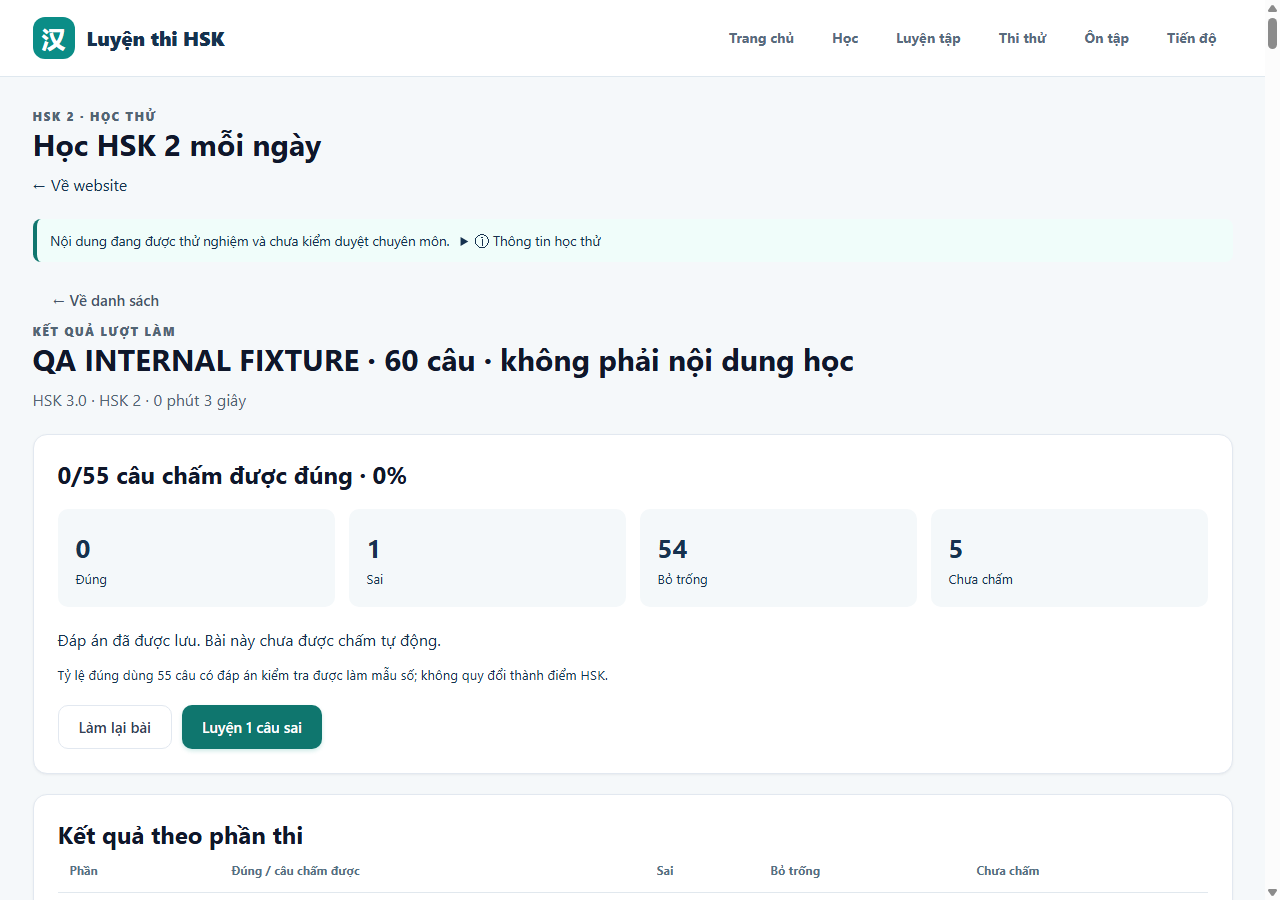 汉 Luyện thi HSK
Trang chủ Học Luyện tập Thi thử Ôn tập Tiến độ
HSK 2 · HỌC THỬ
Học HSK 2 mỗi ngày
← Về website
Nội dung đang được thử nghiệm và chưa kiểm duyệt chuyên môn. ▶ ⓘ Thông tin học thử
← Về danh sách
KẾT QUẢ LƯỢT LÀM
QA INTERNAL FIXTURE · 60 câu · không phải nội dung học
HSK 3.0 · HSK 2 · 0 phút 3 giây
0/55 câu chấm được đúng · 0%
0 1 54 5
Đúng Sai Bỏ trống Chưa chấm
Đáp án đã được lưu. Bài này chưa được chấm tự động.
Tỷ lệ đúng dùng 55 câu có đáp án kiểm tra được làm mẫu số; không quy đổi thành điểm HSK.
Làm lại bài Luyện 1 câu sai
Kết quả theo phần thi
Phần Đúng / câu chấm được Sai Bỏ trống Chưa chấm